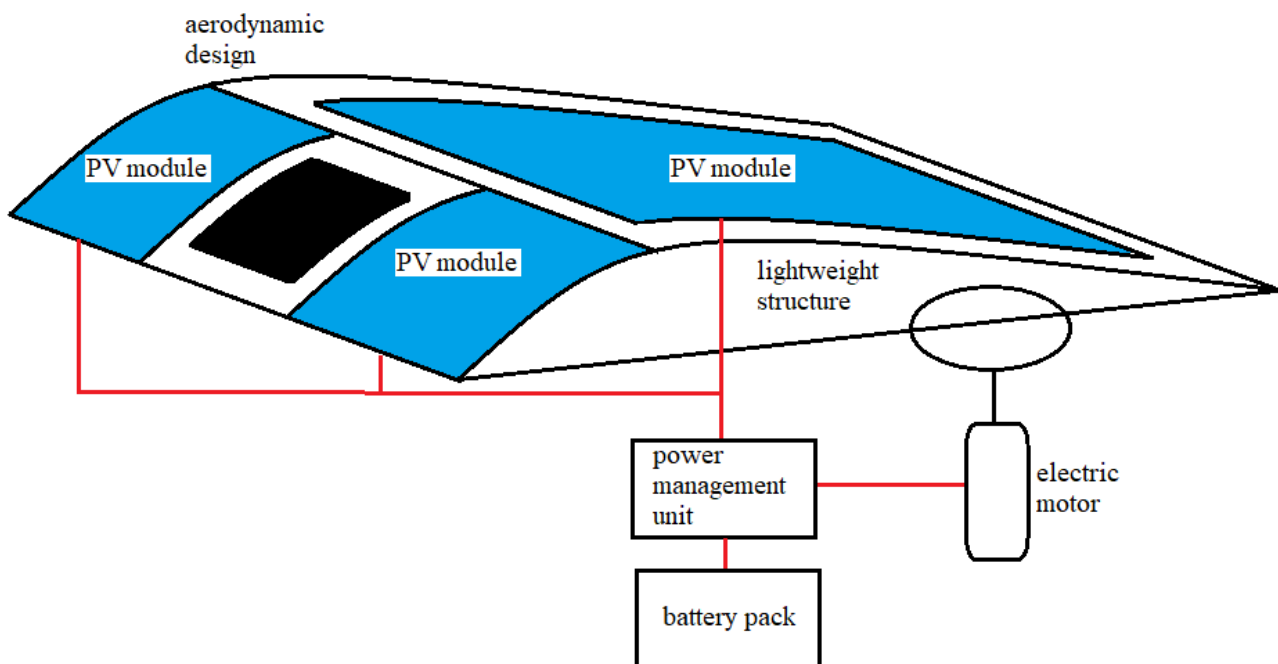 aerodynamic
design
PV module
PV module
PV module
lightweight
structure
power
management
unit
electric
motor
battery pack